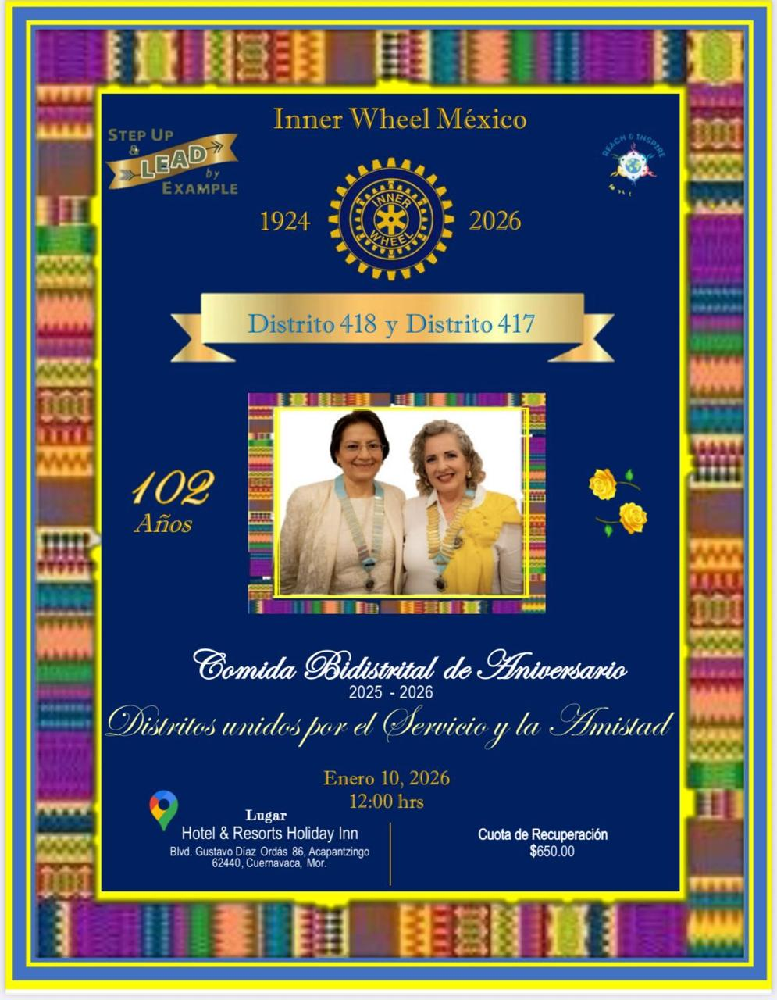 Inner Wheel México
STEP UP
&
LEAD
by
EXAMPLE
REACH & INSPIRE
1924
INNER
WHEEL
2026
Distrito 418 y Distrito 417
102
Años
Comida Bidistrital de Aniversario
2025 - 2026
Distritos unidos por el Servicio y la Amistad
Enero 10, 2026
12:00 hrs
Lugar
Hotel & Resorts Holiday Inn
Blvd. Gustavo Díaz Ordás 86, Acapantzingo
62440, Cuernavaca, Mor.
Cuota de Recuperación
$650.00